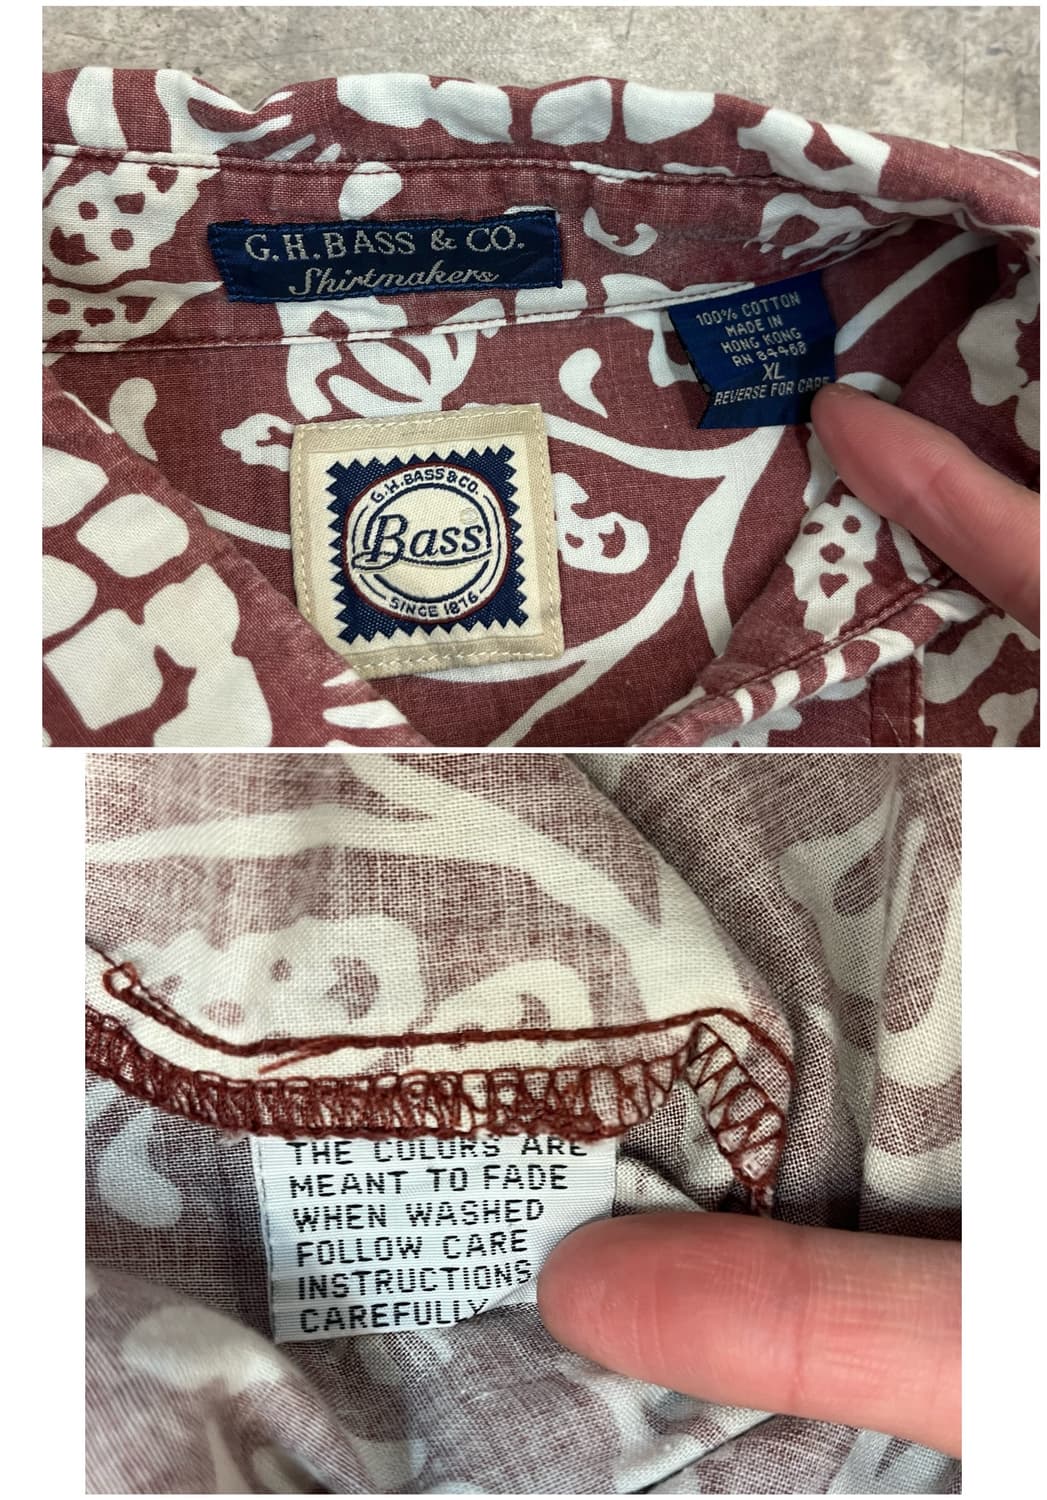 G.H.BASS & CO.
Shirtmakers
100% COTTON
MADE IN
HONG KONG
RN 84468
XL
REVERSE FOR CARE
G.H.BASS & CO.
Bass
SINCE 1876
THE COLORS ARE
MEANT TO FADE
WHEN WASHED
FOLLOW CARE
INSTRUCTIONS
CAREFULLY